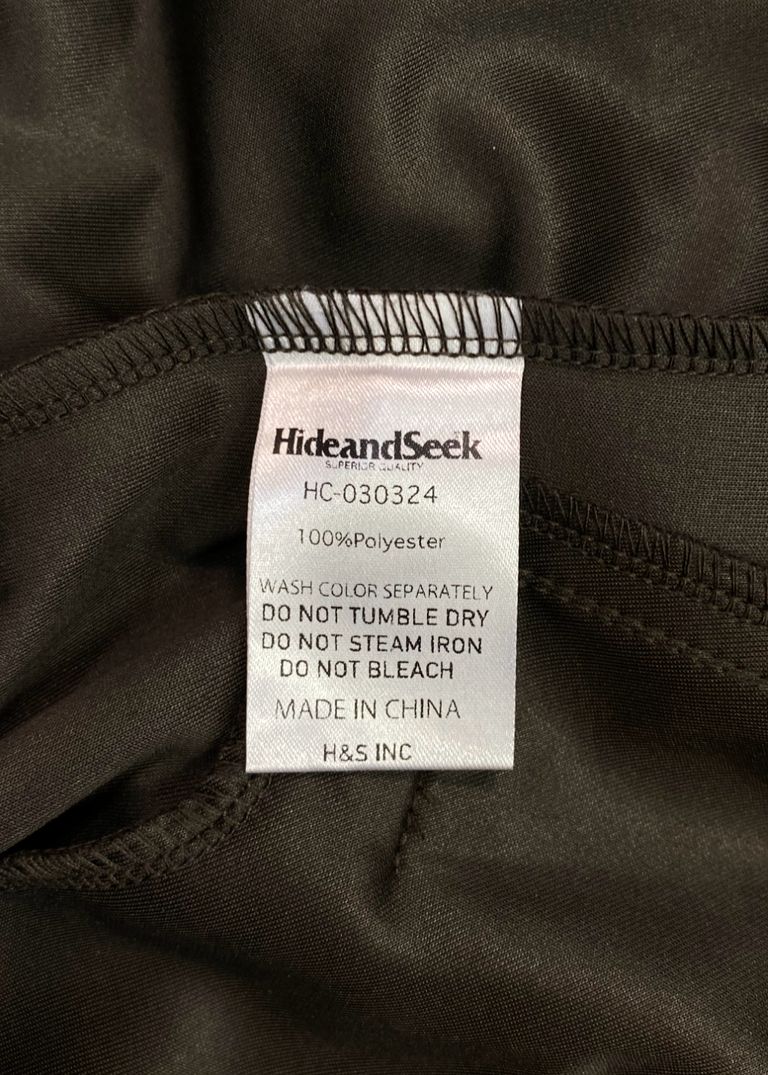 HideandSeek
SUPERIOR QUALITY
HC-030324
100%Polyester
WASH COLOR SEPARATELY
DO NOT TUMBLE DRY
DO NOT STEAM IRON
DO NOT BLEACH
MADE IN CHINA
H&S INC